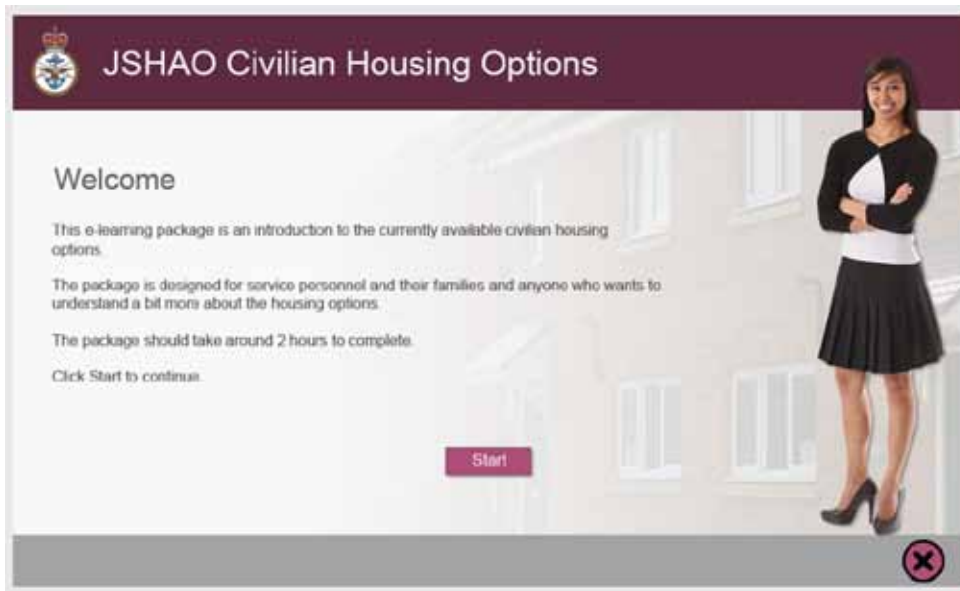 JSHAO Civilian Housing Options
Welcome
This e-learning package is an introduction to the currently available civilian housing
options.
The package is designed for service personnel and their families and anyone who wants to
understand a bit more about the housing options.
The package should take around 2 hours to complete.
Click Start to continue.
Start